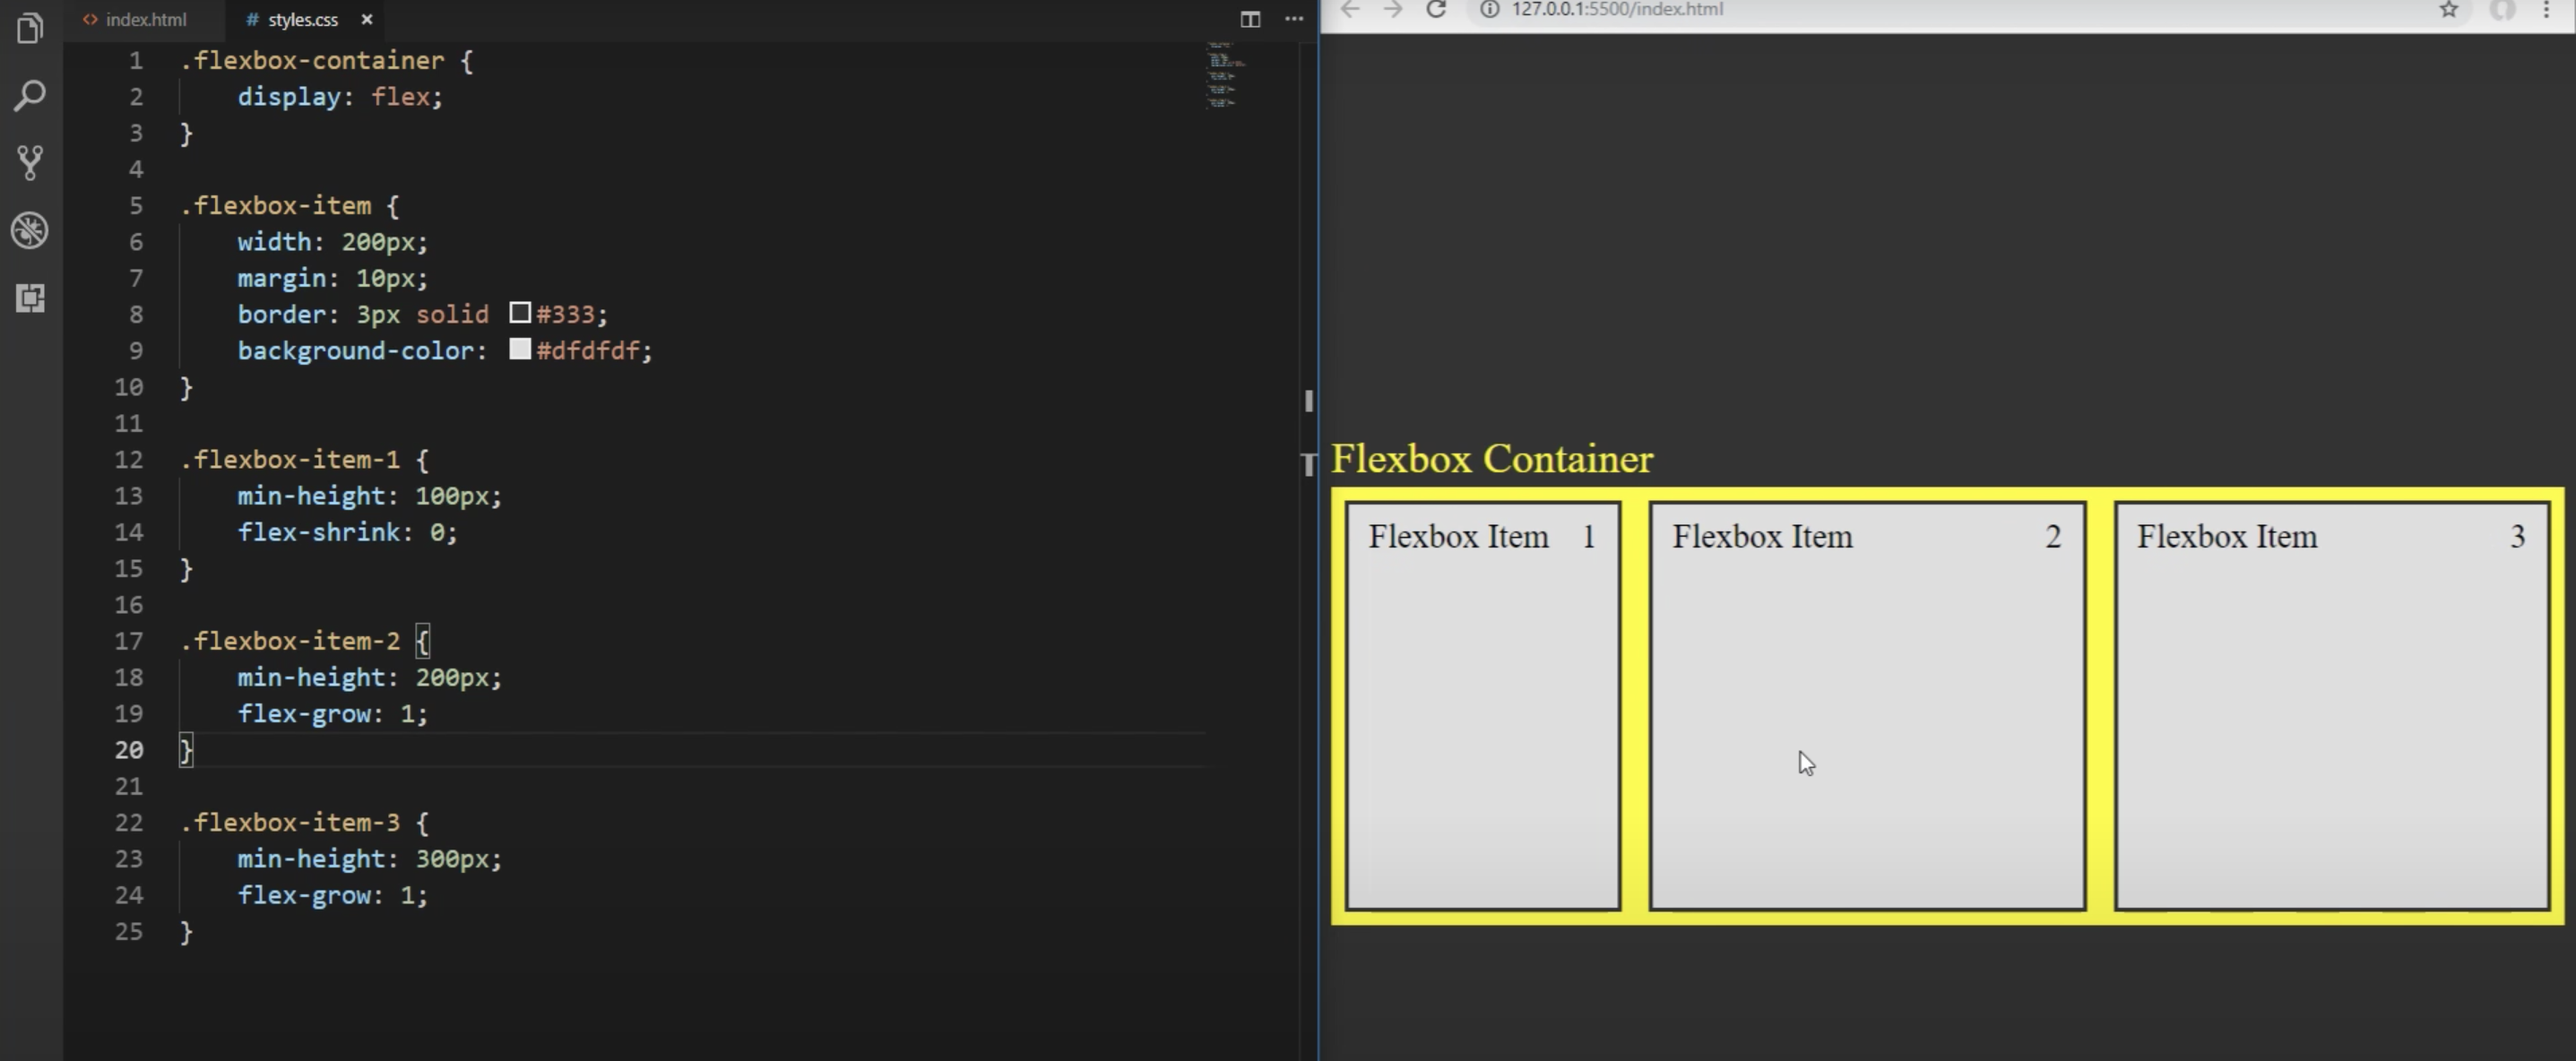 index.html
# styles.css ×
1 .flexbox-container {
2 display: flex;
3 }
4
5 .flexbox-item {
6 width: 200px;
7 margin: 10px;
8 border: 3px solid #333;
9 background-color: #dfdfdf;
10 }
11
12 .flexbox-item-1 {
13 min-height: 100px;
14 flex-shrink: 0;
15 }
16
17 .flexbox-item-2 {
18 min-height: 200px;
19 flex-grow: 1;
20 }
21
22 .flexbox-item-3 {
23 min-height: 300px;
24 flex-grow: 1;
25 }
127.0.0.1:5500/index.html
Flexbox Container
Flexbox Item 1
Flexbox Item 2
Flexbox Item 3